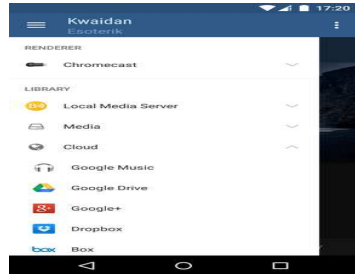 17:20
Kwaidan
Esoterik
RENDERER
Chromecast
LIBRARY
Local Media Server
Media
Cloud
Google Music
Google Drive
8+
Google+
Dropbox
box
Box